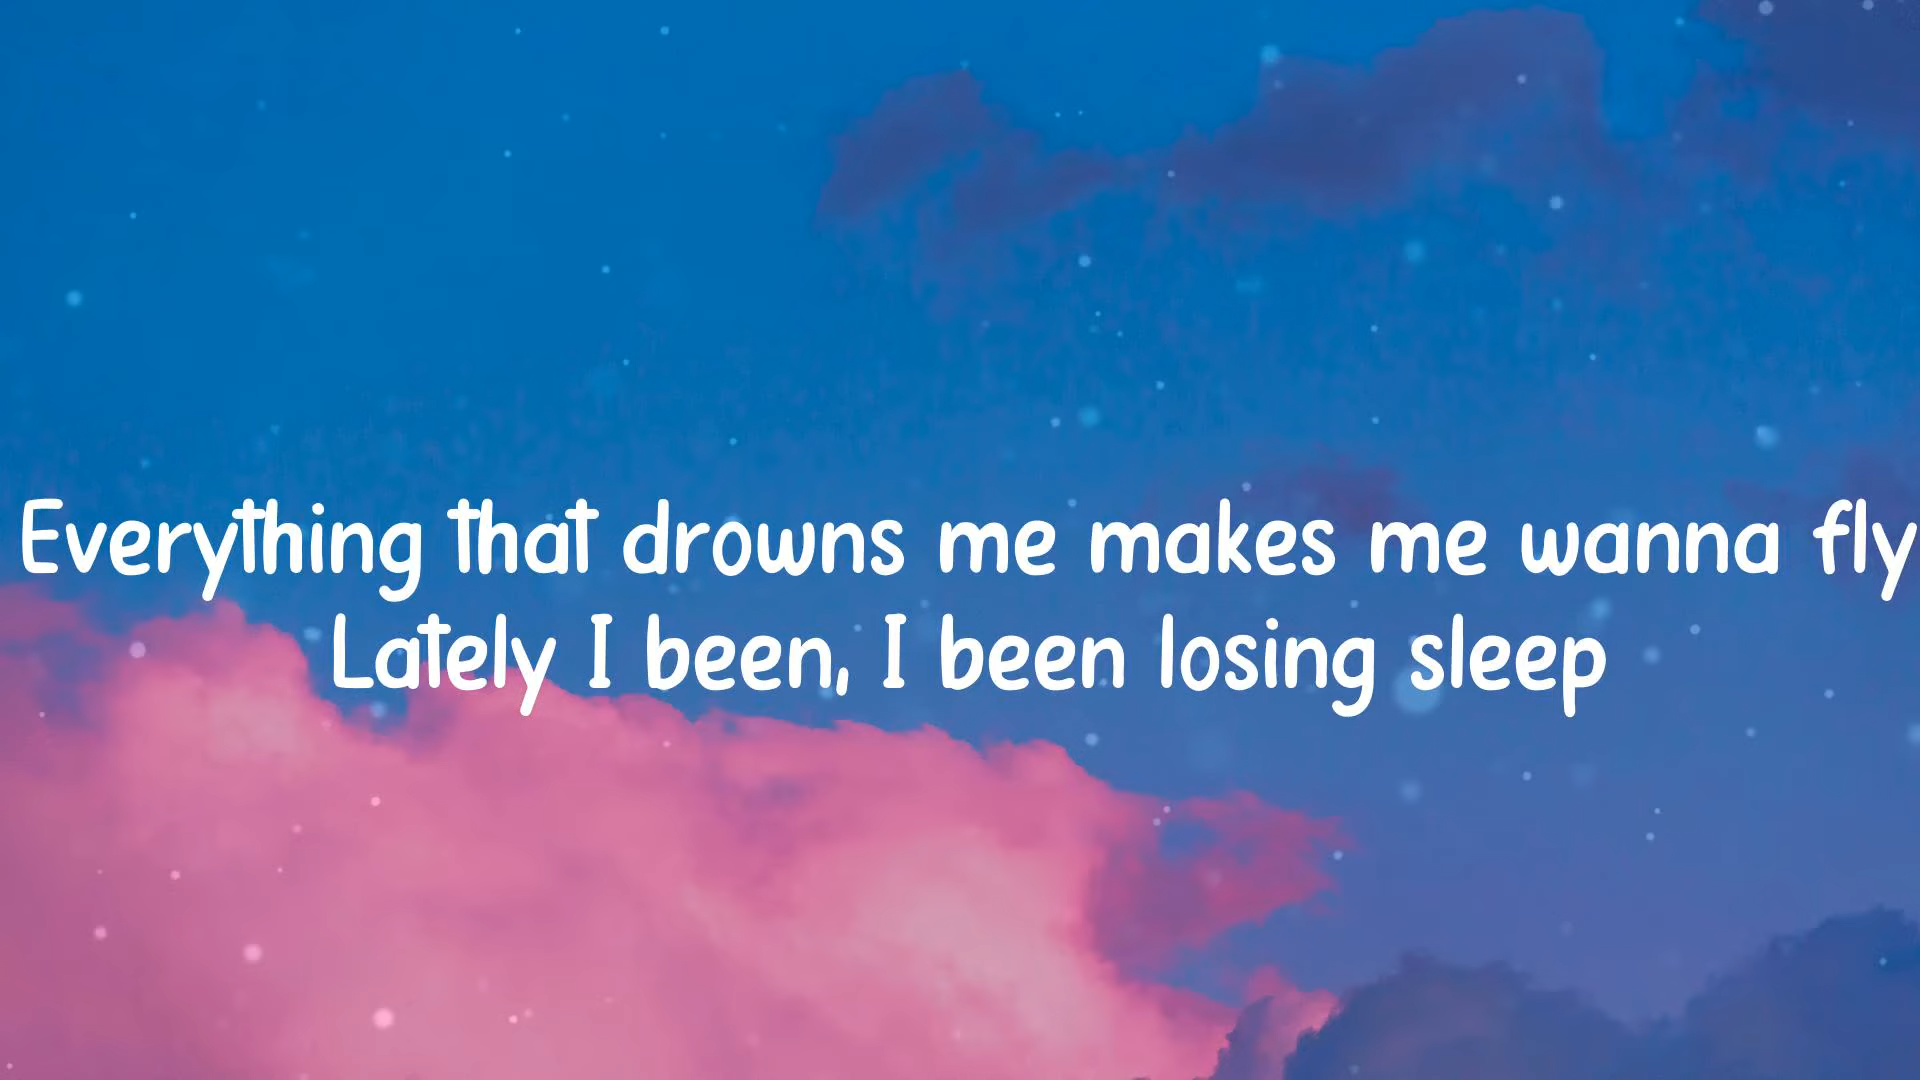 Everything that drowns me makes me wanna fly
Lately I been, I been losing sleep